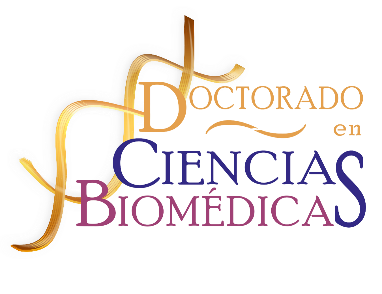 DOCTORADO
en
CIENCIAS
BIOMÉDICAS